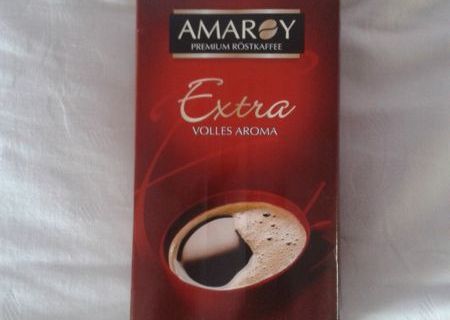 AMAROY
PREMIUM RÖSTKAFFEE
Extra
VOLLES AROMA